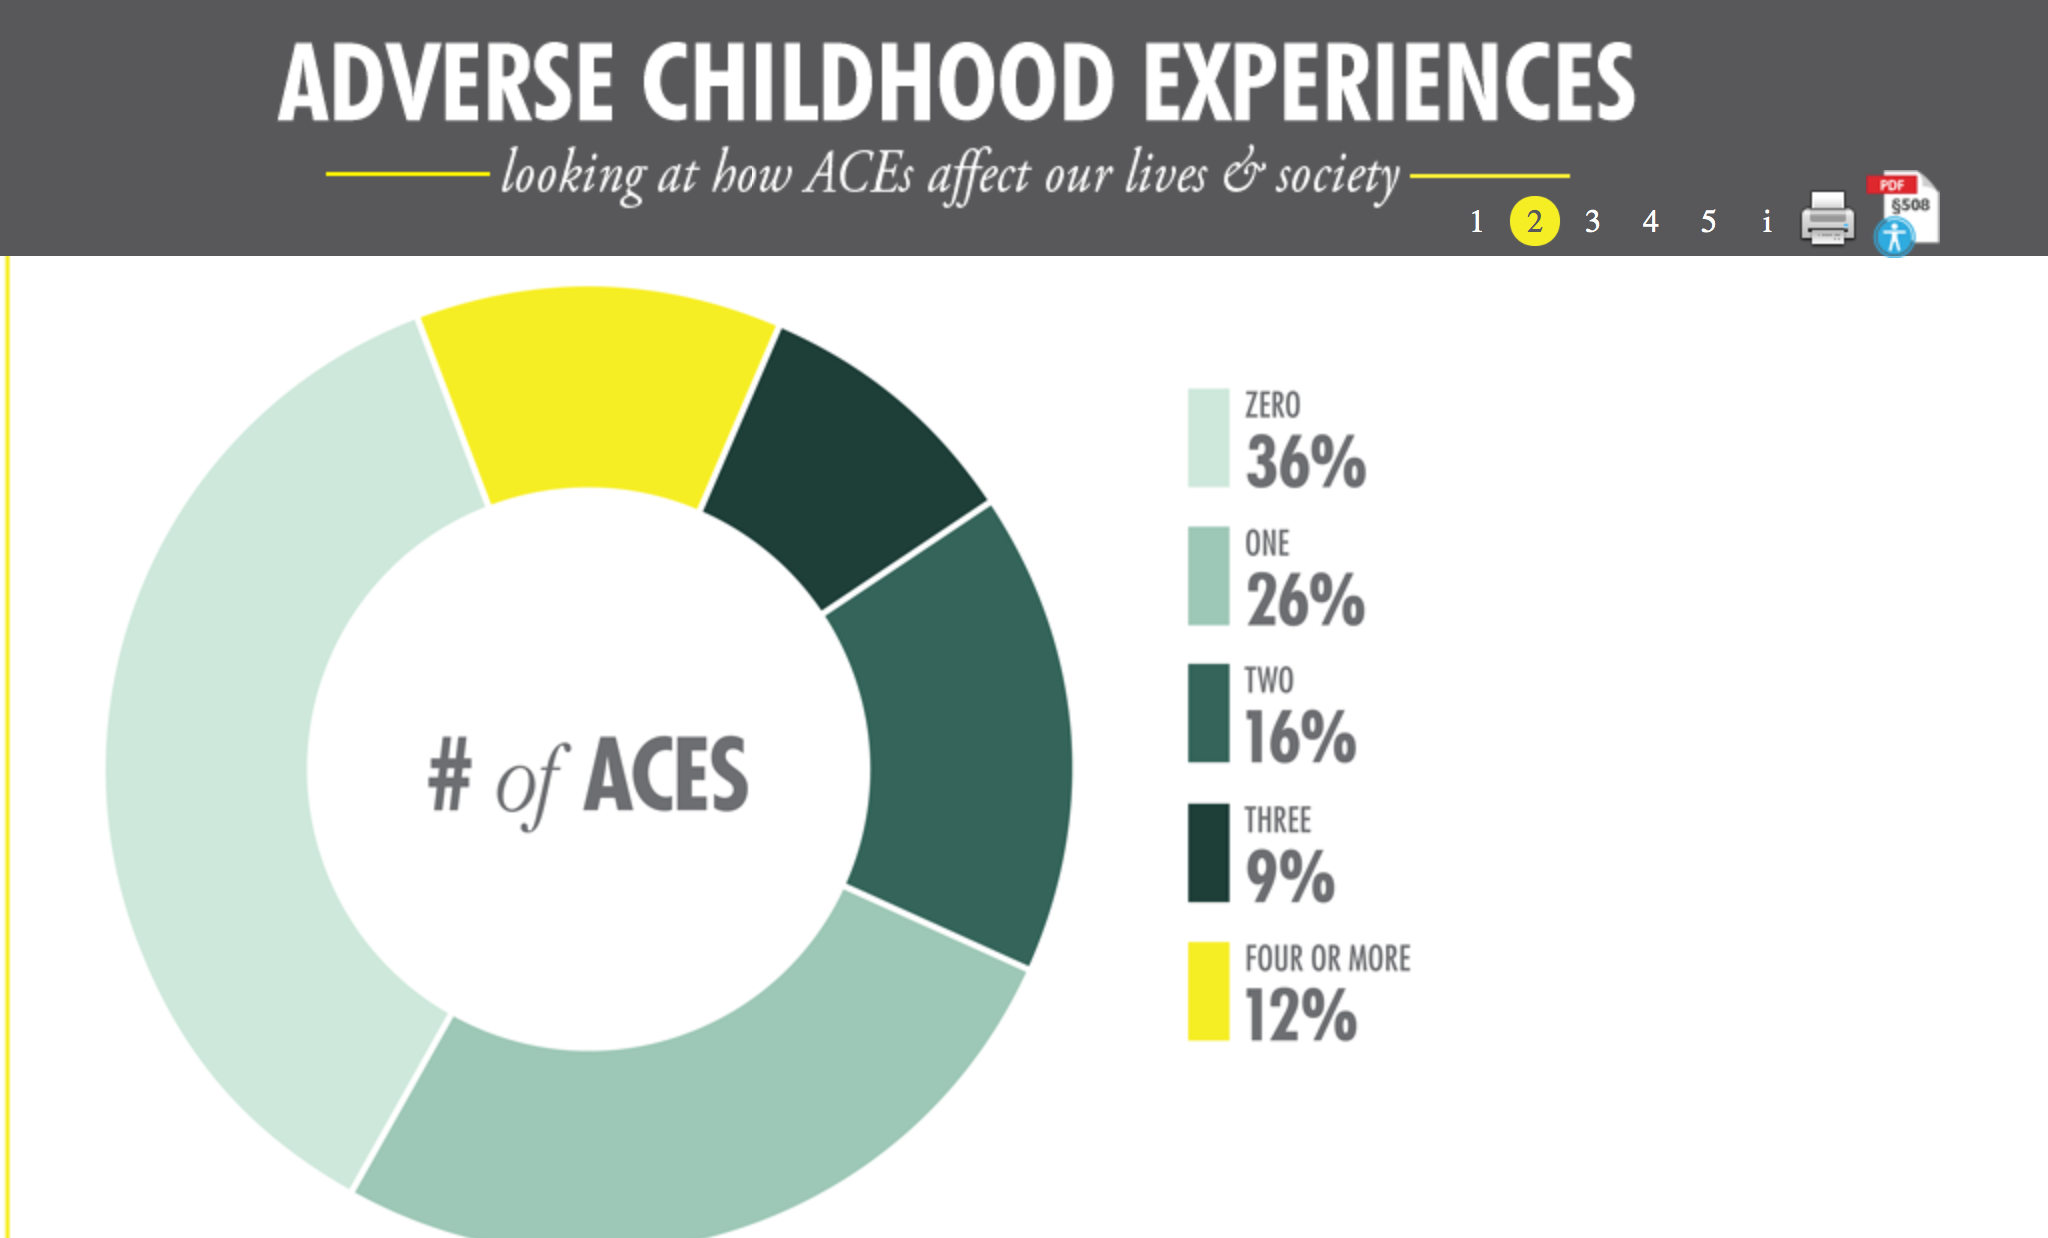 ADVERSE CHILDHOOD EXPERIENCES
looking at how ACEs affect our lives & society
1 2 3 4 5 i
PDF
§508
# of ACES
ZERO
36%
ONE
26%
TWO
16%
THREE
9%
FOUR OR MORE
12%